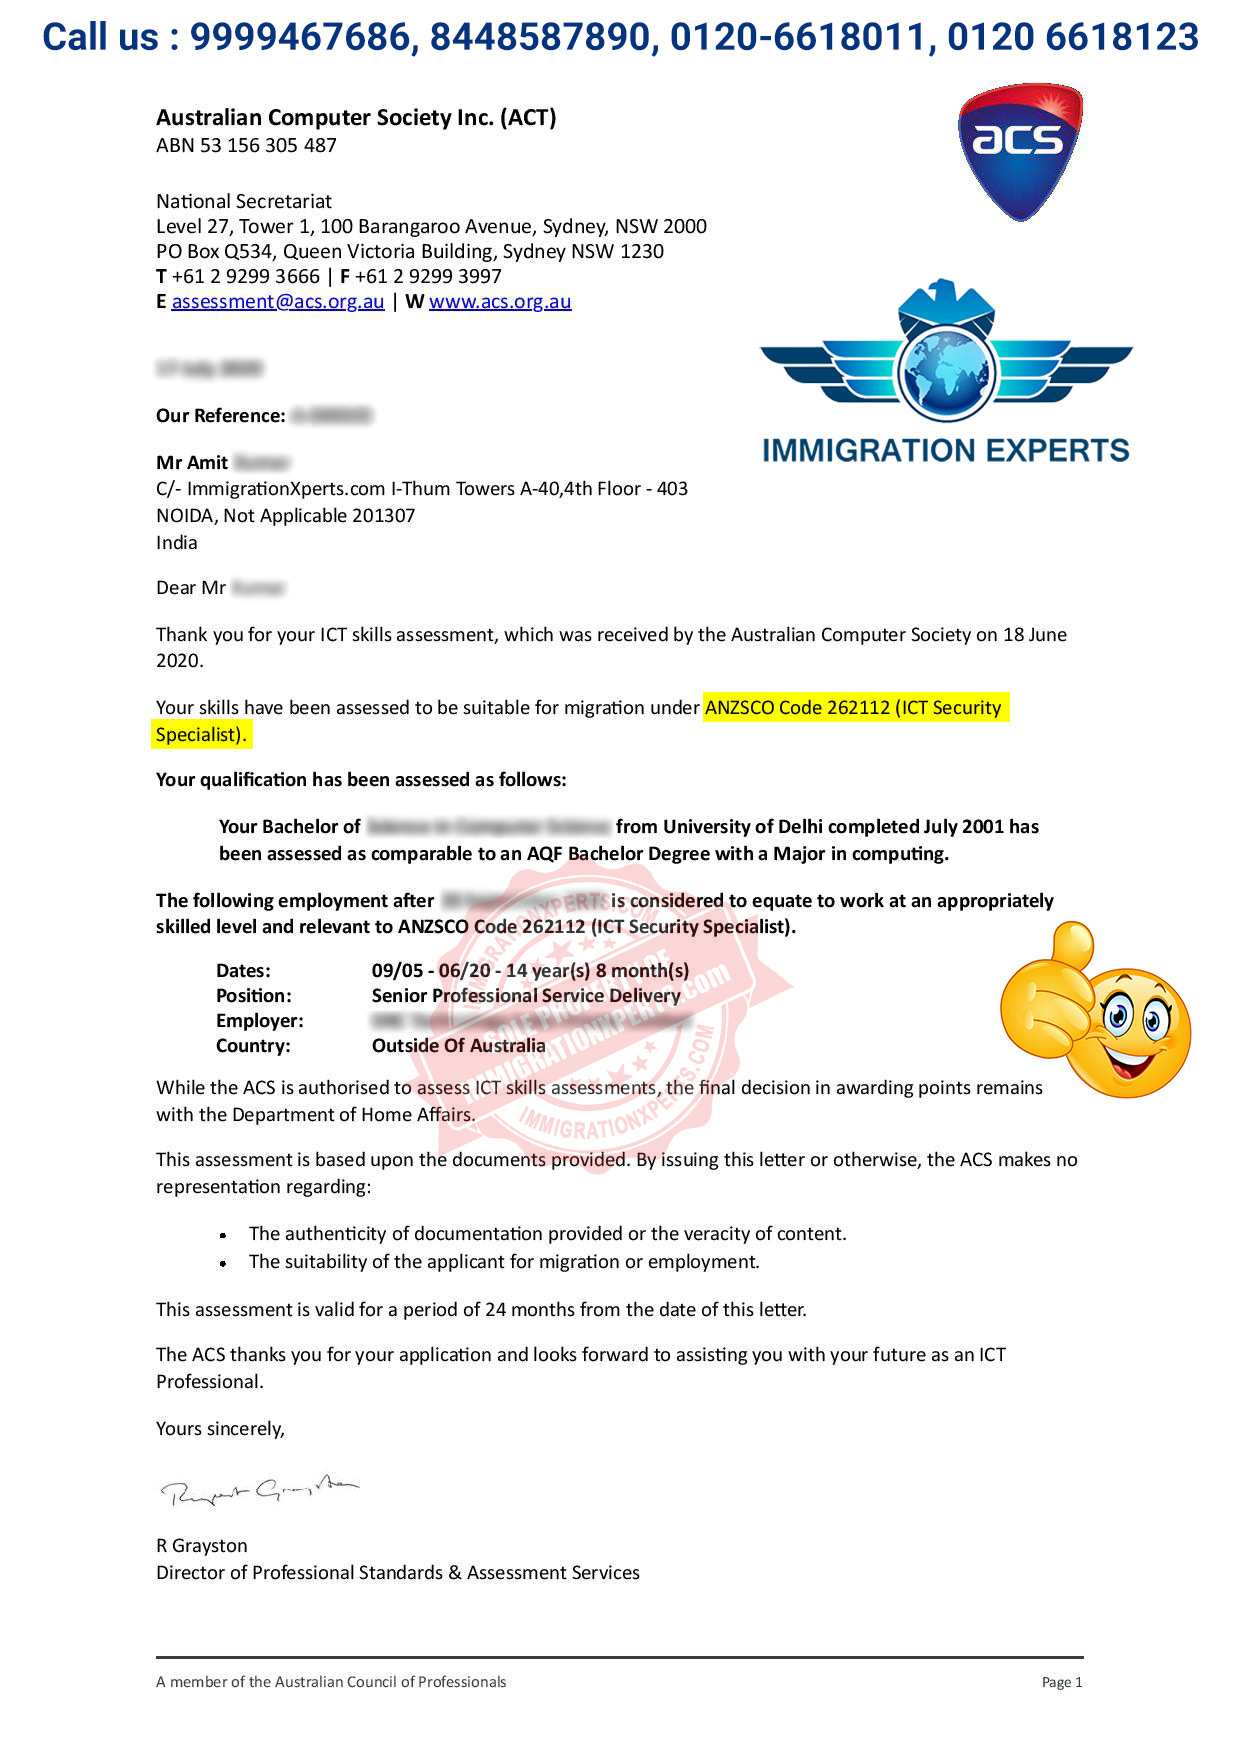 Call us : 9999467686, 8448587890, 0120-6618011, 0120 6618123
Australian Computer Society Inc. (ACT)
ABN 53 156 305 487
acs
National Secretariat
Level 27, Tower 1, 100 Barangaroo Avenue, Sydney, NSW 2000
PO Box Q534, Queen Victoria Building, Sydney NSW 1230
T +61 2 9299 3666 | F +61 2 9299 3997
E assessment@acs.org.au | W www.acs.org.au
IMMIGRATION EXPERTS
Our Reference:
Mr Amit
C/- ImmigrationXperts.com I-Thum Towers A-40,4th Floor - 403
NOIDA, Not Applicable 201307
India
Dear Mr
Thank you for your ICT skills assessment, which was received by the Australian Computer Society on 18 June
2020.
Your skills have been assessed to be suitable for migration under ANZSCO Code 262112 (ICT Security
Specialist).
Your qualification has been assessed as follows:
Your Bachelor of from University of Delhi completed July 2001 has
been assessed as comparable to an AQF Bachelor Degree with a Major in computing.
The following employment after is considered to equate to work at an appropriately
skilled level and relevant to ANZSCO Code 262112 (ICT Security Specialist).
Dates: 09/05 - 06/20 - 14 year(s) 8 month(s)
Position: Senior Professional Service Delivery
Employer:
Country: Outside Of Australia
IMMIGRATIONXPERTS.COM
SOLE PROPERTY OF
IMMIGRATIONXPERTS.com
IMMIGRATIONXPERTS.COM
While the ACS is authorised to assess ICT skills assessments, the final decision in awarding points remains
with the Department of Home Affairs.
This assessment is based upon the documents provided. By issuing this letter or otherwise, the ACS makes no
representation regarding:
• The authenticity of documentation provided or the veracity of content.
• The suitability of the applicant for migration or employment.
This assessment is valid for a period of 24 months from the date of this letter.
The ACS thanks you for your application and looks forward to assisting you with your future as an ICT
Professional.
Yours sincerely,
R Grayston
Director of Professional Standards & Assessment Services
A member of the Australian Council of Professionals Page 1